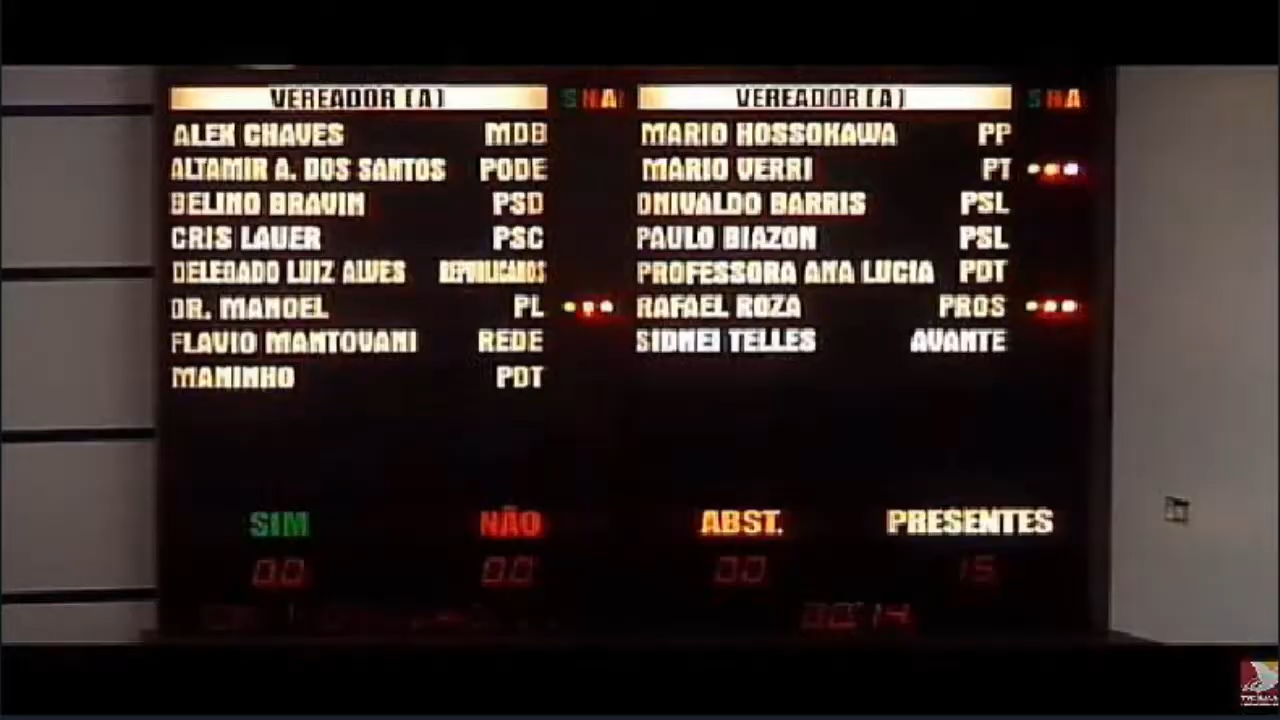 VEREADOR (A) S N A VEREADOR (A) S N A
ALEX CHAVES MDB MARIO HOSSOKAWA PP
ALTAMIR A. DOS SANTOS PODE MARIO VERRI PT
BELINO BRAVIN PSD ONIVALDO BARRIS PSL
CRIS LAUER PSC PAULO BIAZON PSL
DELEGADO LUIZ ALVES REPUBLICANOS PROFESSORA ANA LUCIA PDT
DR. MANOEL PL RAFAEL ROZA PROS
FLAVIO MANTOVANI REDE SIDNEI TELLES AVANTE
MANINHO PDT
SIM NÃO ABST. PRESENTES
00 00 00 15
00:14